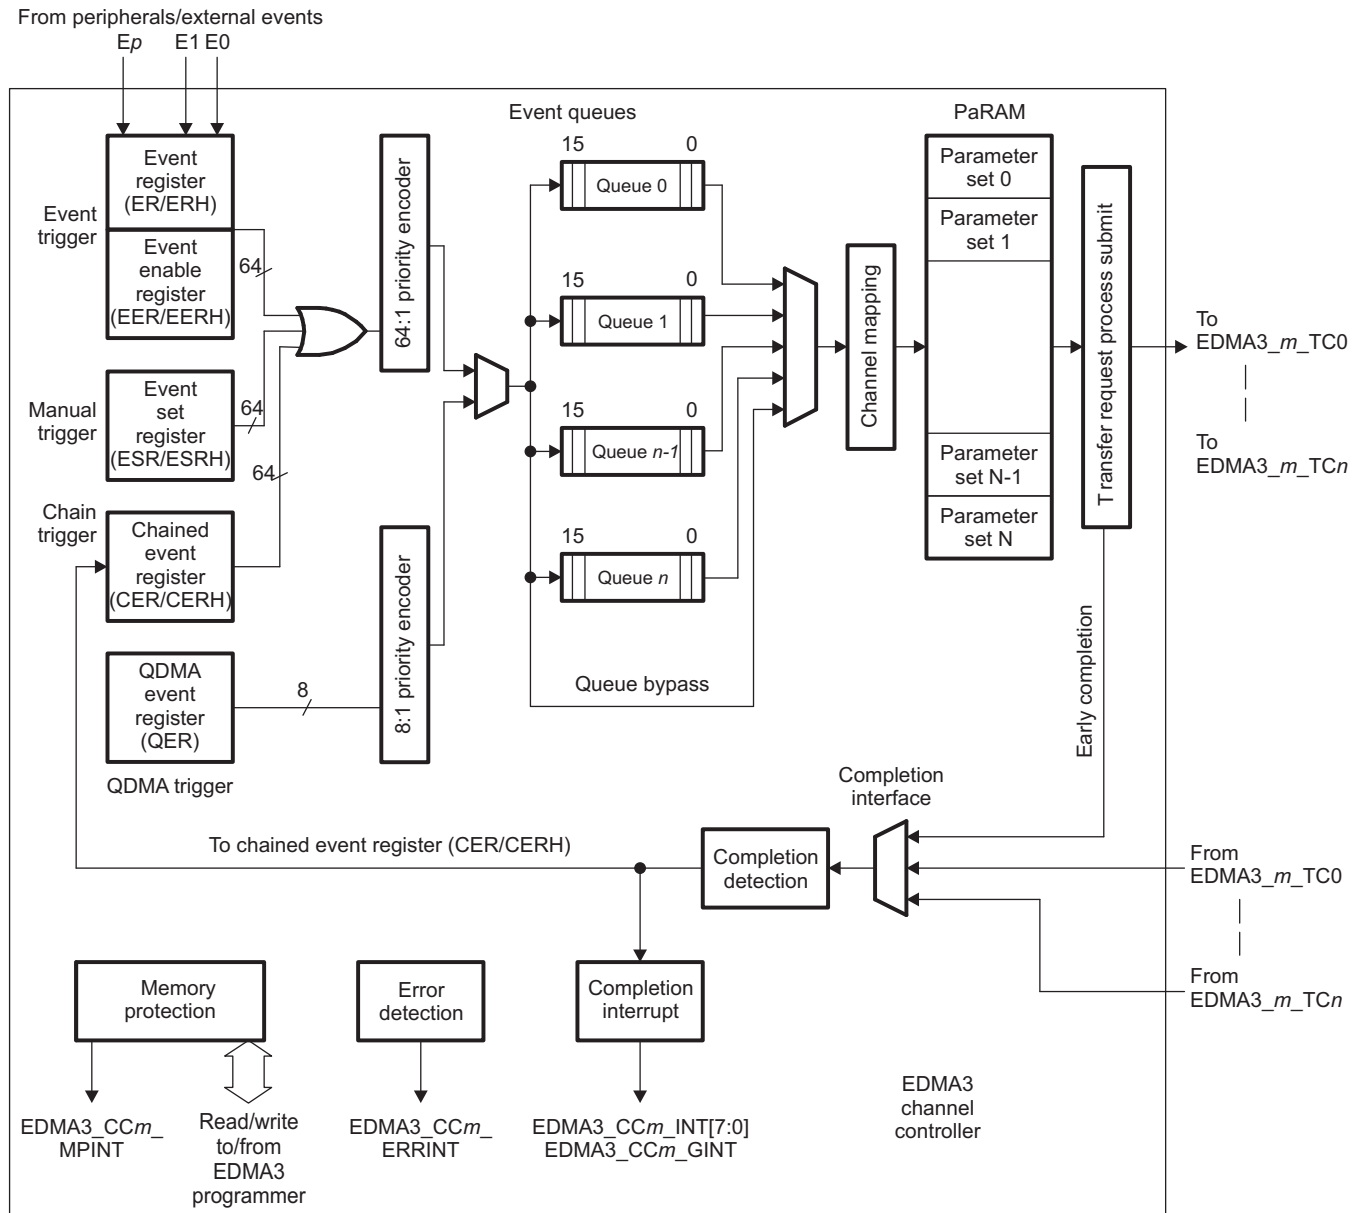 From peripherals/external events
Ep
E1 E0
Event queues
PaRAM
Event
register
(ER/ERH)
Event
trigger
Event
enable
register
(EER/EERH)
64
Manual
trigger
Event
set
register
(ESR/ESRH)
64
64
Chain
trigger
Chained
event
register
(CER/CERH)
QDMA
event
register
(QER)
8
QDMA trigger
64:1 priority encoder
8:1 priority encoder
15
0
Queue 0
15
0
Queue 1
15
0
Queue n-1
15
0
Queue n
Queue bypass
Channel mapping
Parameter
set 0
Parameter
set 1
Parameter
set N-1
Parameter
set N
Transfer request process submit
To
EDMA3_m_TC0
To
EDMA3_m_TCn
Early completion
Completion
interface
To chained event register (CER/CERH)
Completion
detection
From
EDMA3_m_TC0
From
EDMA3_m_TCn
Memory
protection
Error
detection
Completion
interrupt
EDMA3_CCm_
MPINT
Read/write
to/from
EDMA3
programmer
EDMA3_CCm_
ERRINT
EDMA3_CCm_INT[7:0]
EDMA3_CCm_GINT
EDMA3
channel
controller